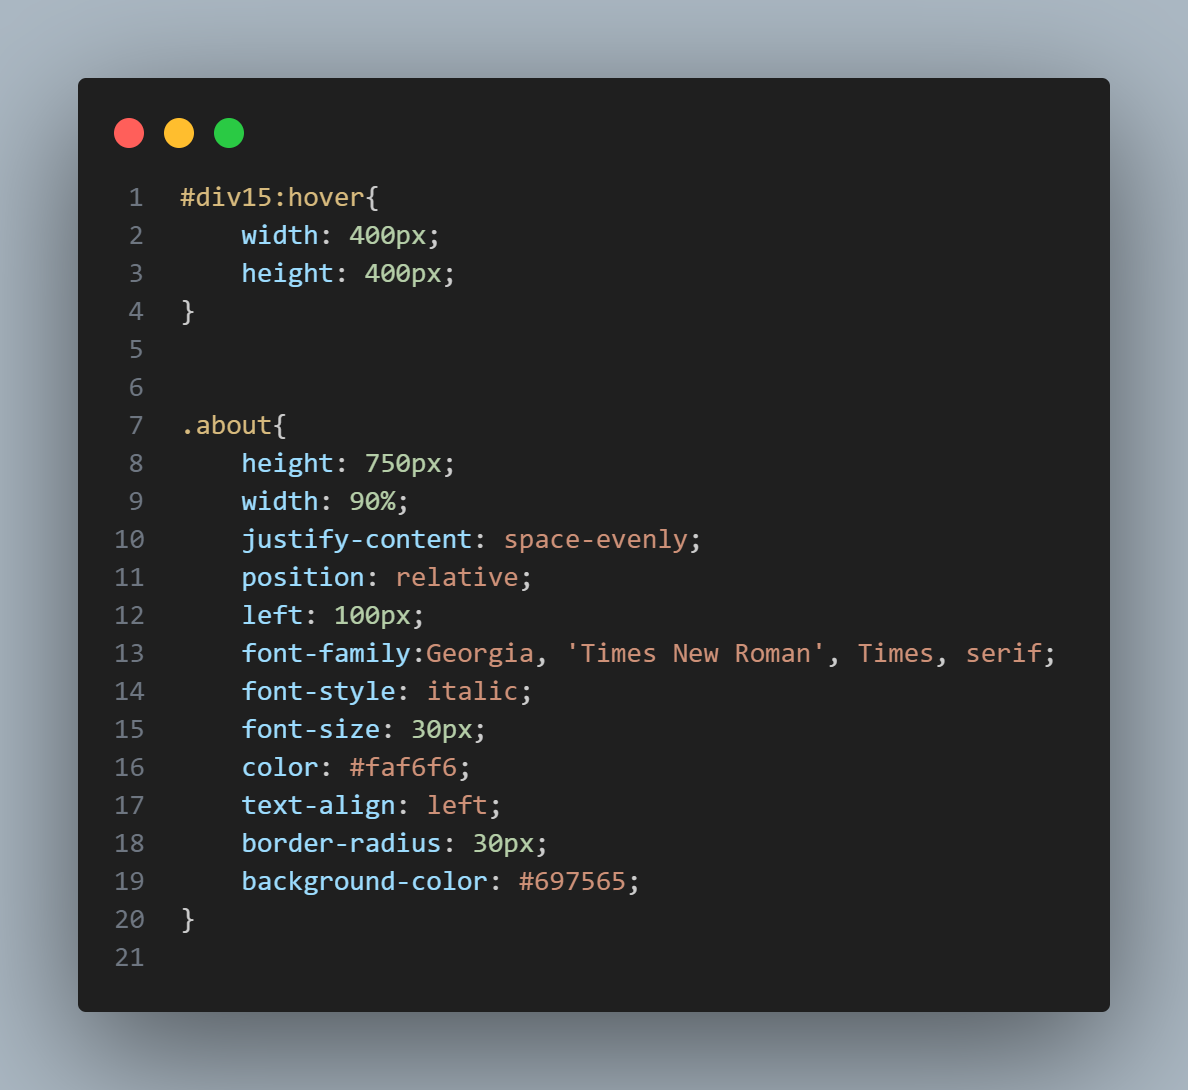 1 #div15:hover{
2     width: 400px;
3     height: 400px;
4 }
5
6
7 .about{
8     height: 750px;
9     width: 90%;
10     justify-content: space-evenly;
11     position: relative;
12     left: 100px;
13     font-family:Georgia, 'Times New Roman', Times, serif;
14     font-style: italic;
15     font-size: 30px;
16     color: #faf6f6;
17     text-align: left;
18     border-radius: 30px;
19     background-color: #697565;
20 }
21